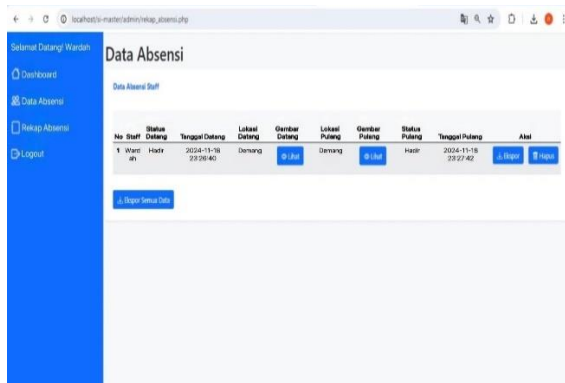 localhost/si-master/admin/rekap_absensi.php
Selamat Datang! Wardah
Dashboard
Data Absensi
Rekap Absensi
Logout
Data Absensi
Data Absensi Staff
No Staff Status Datang Tanggal Datang Lokasi Datang Gambar Datang Lokasi Pulang Gambar Pulang Status Pulang Tanggal Pulang Aksi
1 Wardah Hadir 2024-11-18 23:26:40 Demang Lihat Demang Lihat Hadir 2024-11-18 23:27:42 Ekspor Hapus
Ekspor Semua Data